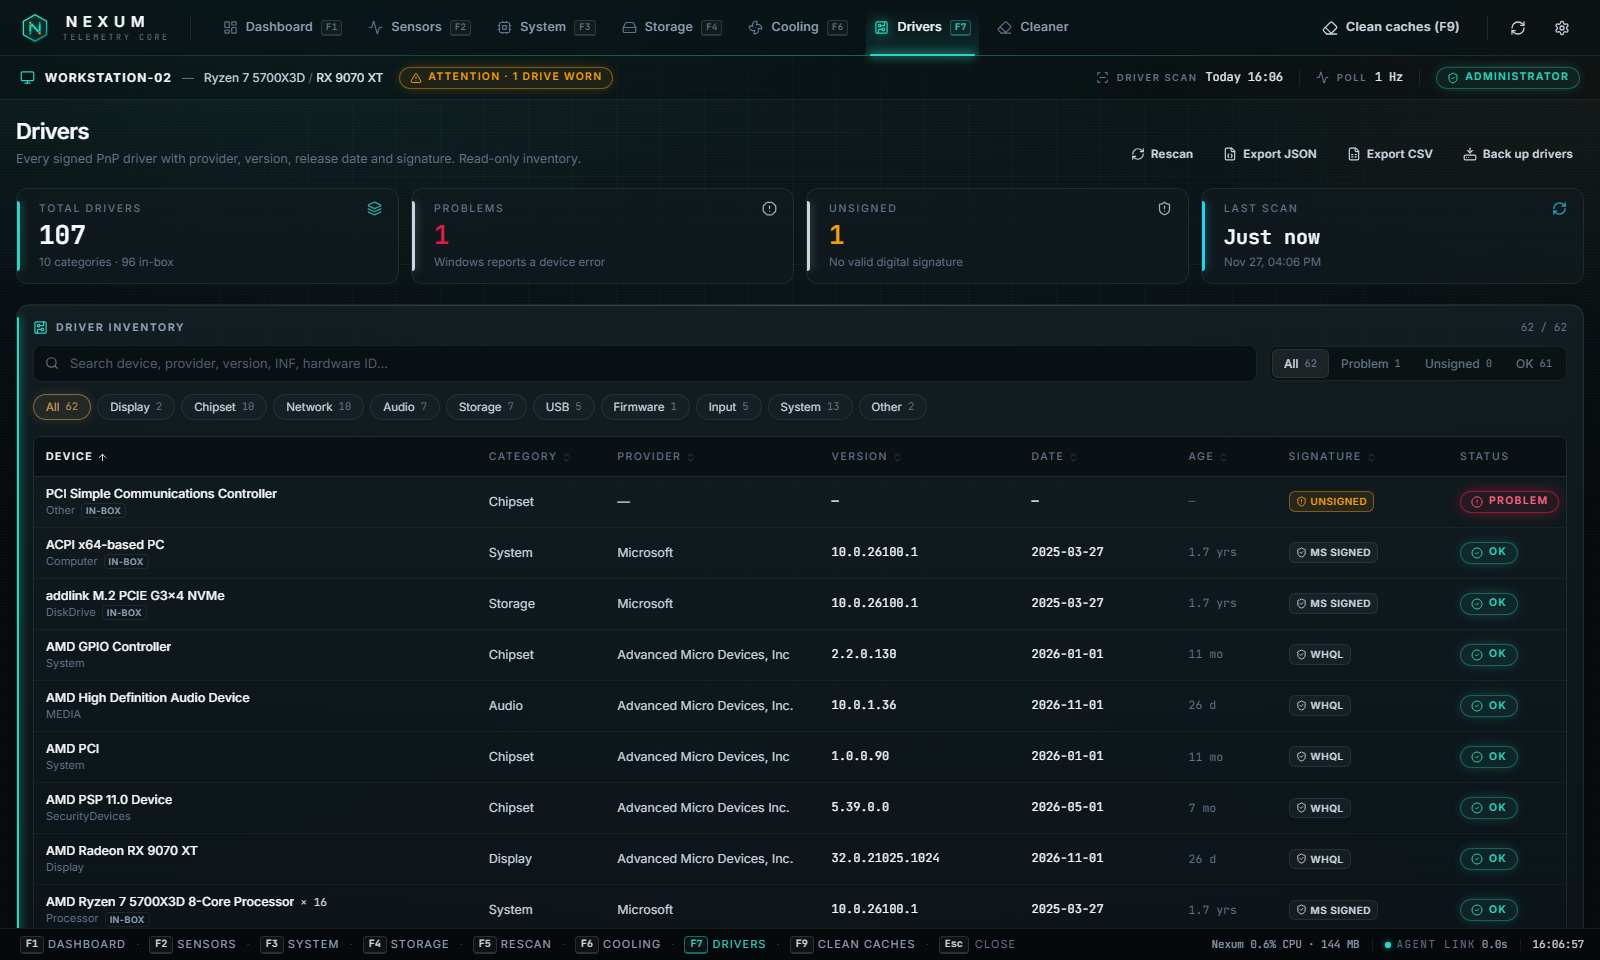 NEXUM
TELEMETRY CORE
Dashboard F1
Sensors F2
System F3
Storage F4
Cooling F6
Drivers F7
Cleaner
Clean caches (F9)
WORKSTATION-02 — Ryzen 7 5700X3D / RX 9070 XT
ATTENTION · 1 DRIVE WORN
DRIVER SCAN Today 16:06
POLL 1 Hz
ADMINISTRATOR
Drivers
Every signed PnP driver with provider, version, release date and signature. Read-only inventory.
Rescan
Export JSON
Export CSV
Back up drivers
TOTAL DRIVERS
107
10 categories · 96 in-box
PROBLEMS
1
Windows reports a device error
UNSIGNED
1
No valid digital signature
LAST SCAN
Just now
Nov 27, 04:06 PM
DRIVER INVENTORY
62 / 62
Search device, provider, version, INF, hardware ID...
All 62
Problem 1
Unsigned 0
OK 61
All 62
Display 2
Chipset 10
Network 10
Audio 7
Storage 7
USB 5
Firmware 1
Input 5
System 13
Other 2
DEVICE CATEGORY PROVIDER VERSION DATE AGE SIGNATURE STATUS
PCI Simple Communications Controller
Other IN-BOX
Chipset — – – – UNSIGNED PROBLEM
ACPI x64-based PC
Computer IN-BOX
System Microsoft 10.0.26100.1 2025-03-27 1.7 yrs MS SIGNED OK
addlink M.2 PCIE G3×4 NVMe
DiskDrive IN-BOX
Storage Microsoft 10.0.26100.1 2025-03-27 1.7 yrs MS SIGNED OK
AMD GPIO Controller
System
Chipset Advanced Micro Devices, Inc 2.2.0.130 2026-01-01 11 mo WHQL OK
AMD High Definition Audio Device
MEDIA
Audio Advanced Micro Devices, Inc. 10.0.1.36 2026-11-01 26 d WHQL OK
AMD PCI
System
Chipset Advanced Micro Devices, Inc 1.0.0.90 2026-01-01 11 mo WHQL OK
AMD PSP 11.0 Device
SecurityDevices
Chipset Advanced Micro Devices Inc. 5.39.0.0 2026-05-01 7 mo WHQL OK
AMD Radeon RX 9070 XT
Display
Display Advanced Micro Devices, Inc. 32.0.21025.1024 2026-11-01 26 d WHQL OK
AMD Ryzen 7 5700X3D 8-Core Processor × 16
Processor IN-BOX
System Microsoft 10.0.26100.1 2025-03-27 1.7 yrs MS SIGNED OK
F1 DASHBOARD · F2 SENSORS · F3 SYSTEM · F4 STORAGE · F5 RESCAN · F6 COOLING · F7 DRIVERS · F9 CLEAN CACHES · Esc CLOSE
Nexum 0.6% CPU · 144 MB
AGENT LINK 0.0s
16:06:57